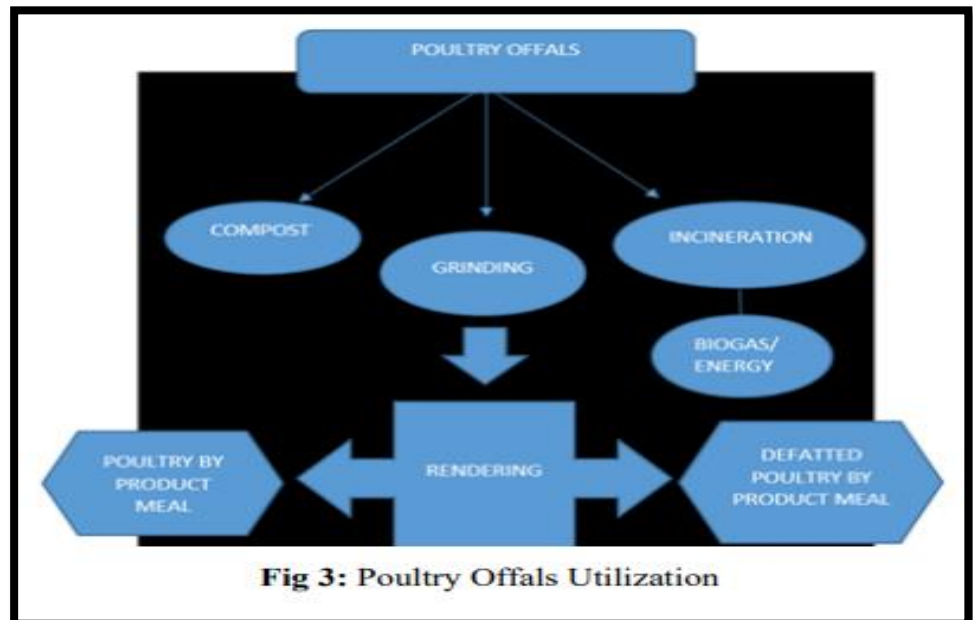 POULTRY OFFALS
COMPOST
GRINDING
INCINERATION
BIOGAS/
ENERGY
POULTRY BY
PRODUCT
MEAL
RENDERING
DEFATTED
POULTRY BY
PRODUCT MEAL
Fig 3: Poultry Offals Utilization